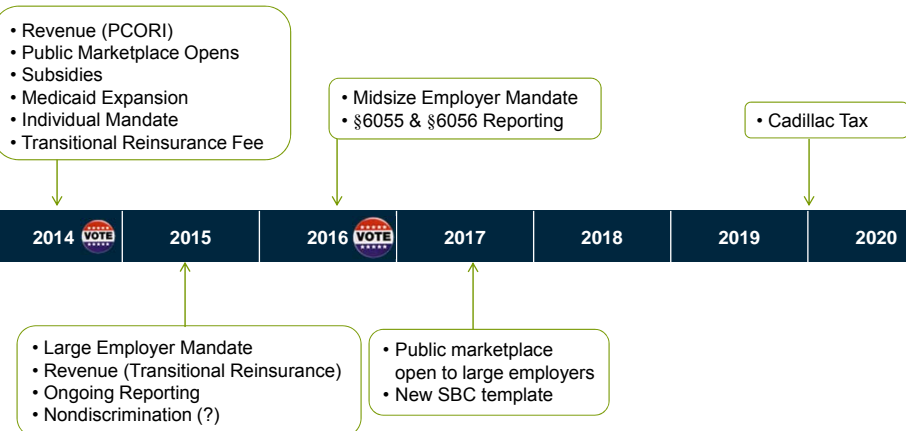 • Revenue (PCORI)
• Public Marketplace Opens
• Subsidies
• Medicaid Expansion
• Individual Mandate
• Transitional Reinsurance Fee
• Midsize Employer Mandate
• §6055 & §6056 Reporting
• Cadillac Tax
2014 VOTE 2015 2016 VOTE 2017 2018 2019 2020
• Large Employer Mandate
• Revenue (Transitional Reinsurance)
• Ongoing Reporting
• Nondiscrimination (?)
• Public marketplace
open to large employers
• New SBC template